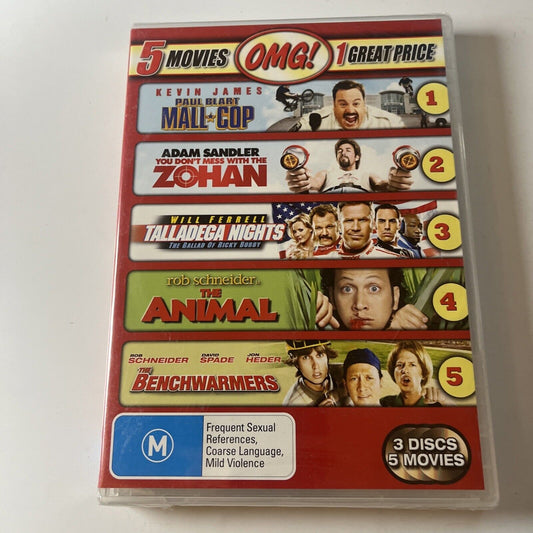 5 MOVIES OMG! 1 GREAT PRICE
KEVIN JAMES
PAUL BLART
MALL COP
1
ADAM SANDLER
YOU DON'T MESS WITH THE
ZOHAN
2
WILL FERRELL
TALLADEGA NIGHTS
THE BALLAD OF RICKY BOBBY
3
rob schneider is
THE
ANIMAL
4
ROB SCHNEIDER DAVID SPADE JON HEDER
THE
BENCHWARMERS
5
M
Frequent Sexual
References,
Coarse Language,
Mild Violence
3 DISCS
5 MOVIES